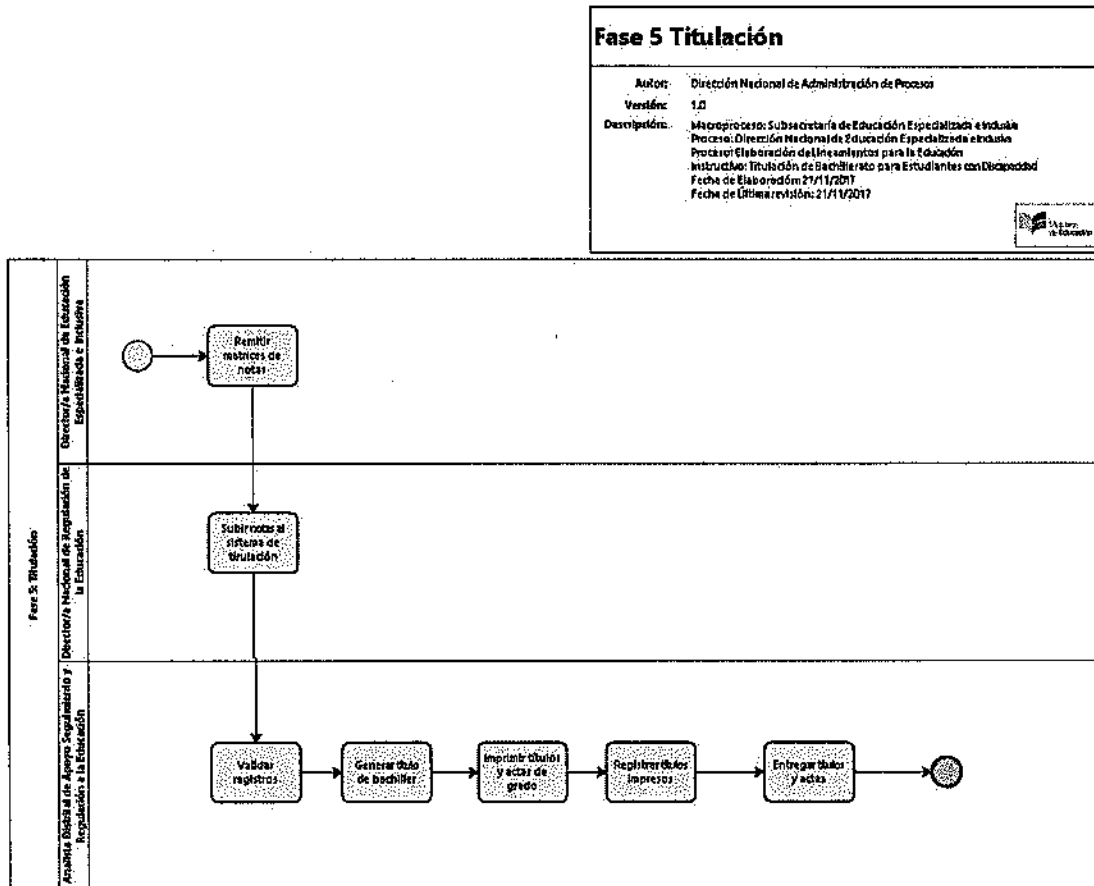 Fase 5 Titulación
Autor: Dirección Nacional de Administración de Procesos
Versión: 1.0
Descripción: Macroproceso: Subsecretaría de Educación Especializada e Inclusiva
Proceso: Dirección Nacional de Educación Especializada e Inclusiva
Proceso: Elaboración de Lineamientos para la Educación
Instructivo: Titulación de Bachillerato para Estudiantes con Discapacidad
Fecha de Elaboración: 27/11/2017
Fecha de Última revisión: 21/11/2017
Ministerio
de Educación
Fase 5: Titulación
Director/a Nacional de Educación
Especializada e Inclusiva
Remitir
matrices de
notas
Director/a Nacional de Regulación de
la Educación
Subir notas al
sistema de
titulación
Analista Distrital de Apoyo Seguimiento y
Regulación a la Educación
Validar
registros
Generar título
de bachiller
Imprimir títulos
y actas de
grado
Registrar títulos
impresos
Entregar títulos
y actas